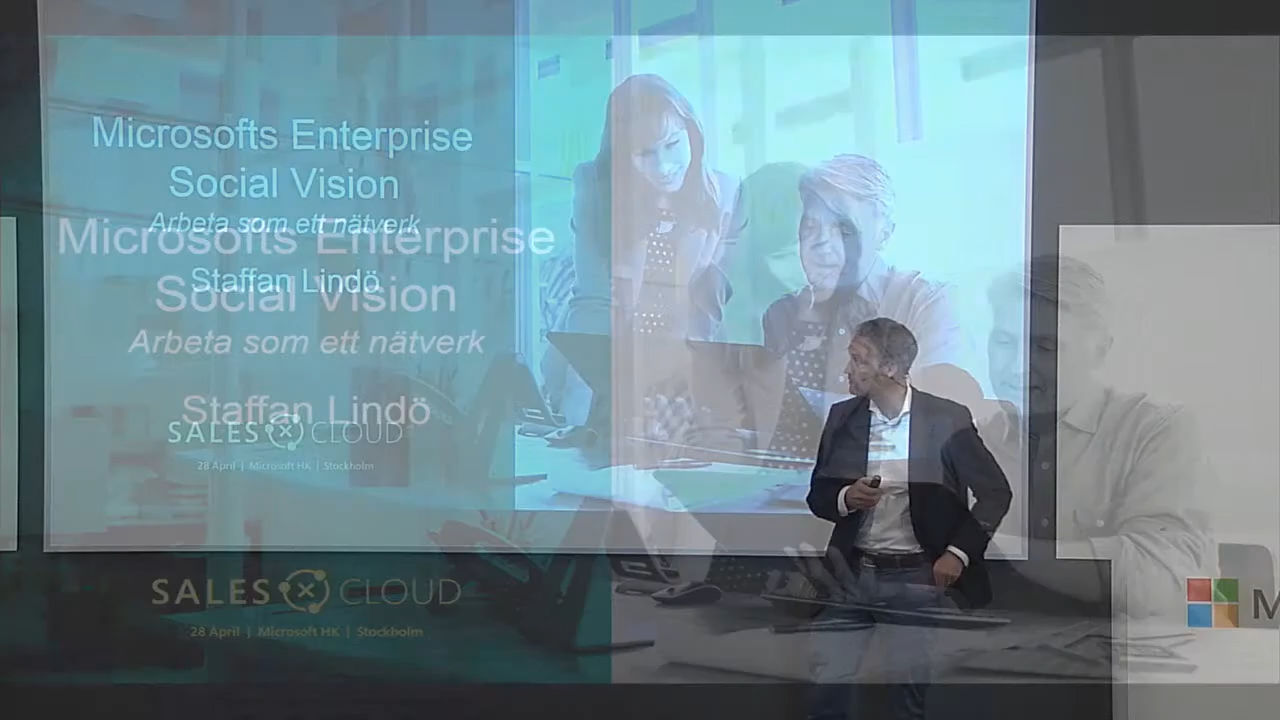 Microsofts Enterprise
Social Vision
Arbeta som ett nätverk
Staffan Lindö
SALES CLOUD
28 April | Microsoft HK | Stockholm
Microsofts Enterprise
Social Vision
Arbeta som ett nätverk
Staffan Lindö
SALES CLOUD
28 April | Microsoft HK | Stockholm
M